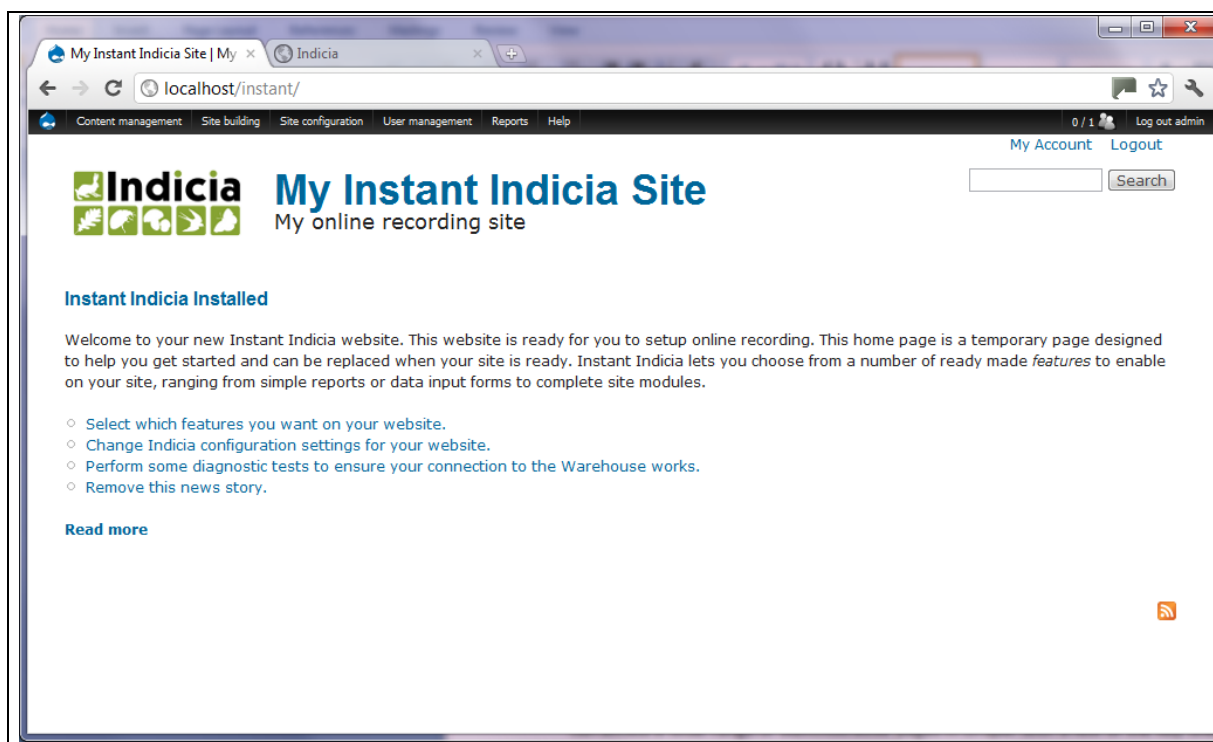 My Instant Indicia Site | My
Indicia
localhost/instant/
Content management Site building Site configuration User management Reports Help 0 / 1 Log out admin
My Account Logout
Indicia
My Instant Indicia Site
Search
My online recording site
Instant Indicia Installed
Welcome to your new Instant Indicia website. This website is ready for you to setup online recording. This home page is a temporary page designed
to help you get started and can be replaced when your site is ready. Instant Indicia lets you choose from a number of ready made features to enable
on your site, ranging from simple reports or data input forms to complete site modules.
Select which features you want on your website.
Change Indicia configuration settings for your website.
Perform some diagnostic tests to ensure your connection to the Warehouse works.
Remove this news story.
Read more